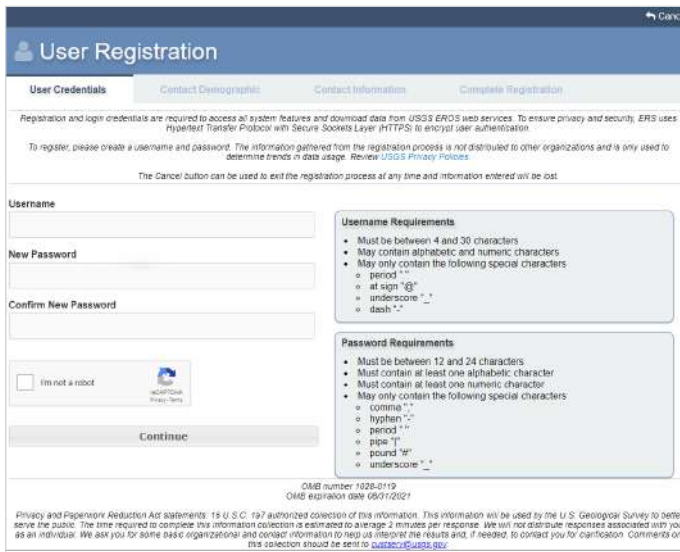 Canc
User Registration
User Credentials
Contact Demographic
Contact Information
Complete Registration
Registration and login credentials are required to access all system features and download data from USGS EROS web services. To ensure privacy and security, ERS uses
Hypertext Transfer Protocol with Secure Sockets Layer (HTTPS) to encrypt user authentication.
To register, please create a username and password. The information gathered from the registration process is not distributed to other organizations and is only used to
determine trends in data usage. Review USGS Privacy Policies.
The Cancel button can be used to exit the registration process at any time and information entered will be lost.
Username
New Password
Confirm New Password
I'm not a robot
reCAPTCHA
Privacy - Terms
Continue
Username Requirements
• Must be between 4 and 30 characters
• May contain alphabetic and numeric characters
• May only contain the following special characters
○ period "."
○ at sign "@"
○ underscore "_"
○ dash "-"
Password Requirements
• Must be between 12 and 24 characters
• Must contain at least one alphabetic character
• Must contain at least one numeric character
• May only contain the following special characters
○ comma ","
○ hyphen "-"
○ period "."
○ pipe "|"
○ pound "#"
○ underscore "_"
OMB number 1028-0119
OMB expiration date 08/31/2021
Privacy and Paperwork Reduction Act statements: 16 U.S.C. 1a7 authorized collection of this information. This information will be used by the U.S. Geological Survey to bette
serve the public. The time required to complete this information collection is estimated to average 2 minutes per response. We will not distribute responses associated with you
as an individual. We ask you for some basic organizational and contact information to help us interpret the results and, if needed, to contact you for clarification. Comments on
this collection should be sent to custserv@usgs.gov